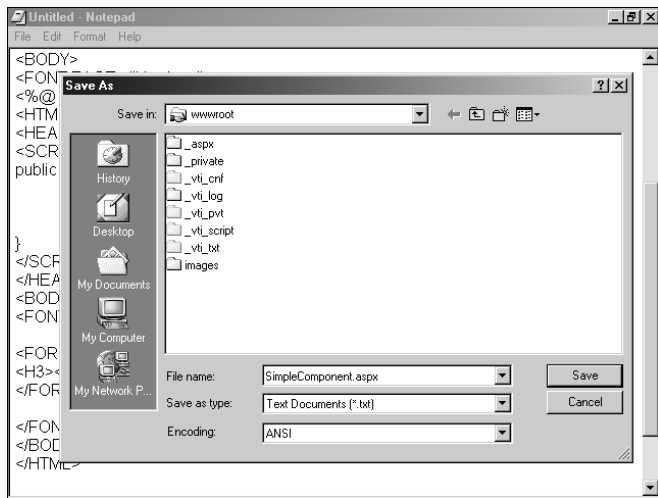 Untitled - Notepad
File Edit Format Help
<BODY>
<FON
<%@
<HTM
<HEA
<SCR
public
}
</SCR
</HEA
<BOD
<FON
<FOR
<H3><
</FOR
</FON
</BOD
</HTML>
Save As
Save in: wwwroot
History
Desktop
My Documents
My Computer
My Network P...
_aspx
_private
_vti_cnf
_vti_log
_vti_pvt
_vti_script
_vti_txt
images
File name: SimpleComponent.aspx Save
Save as type: Text Documents (*.txt) Cancel
Encoding: ANSI